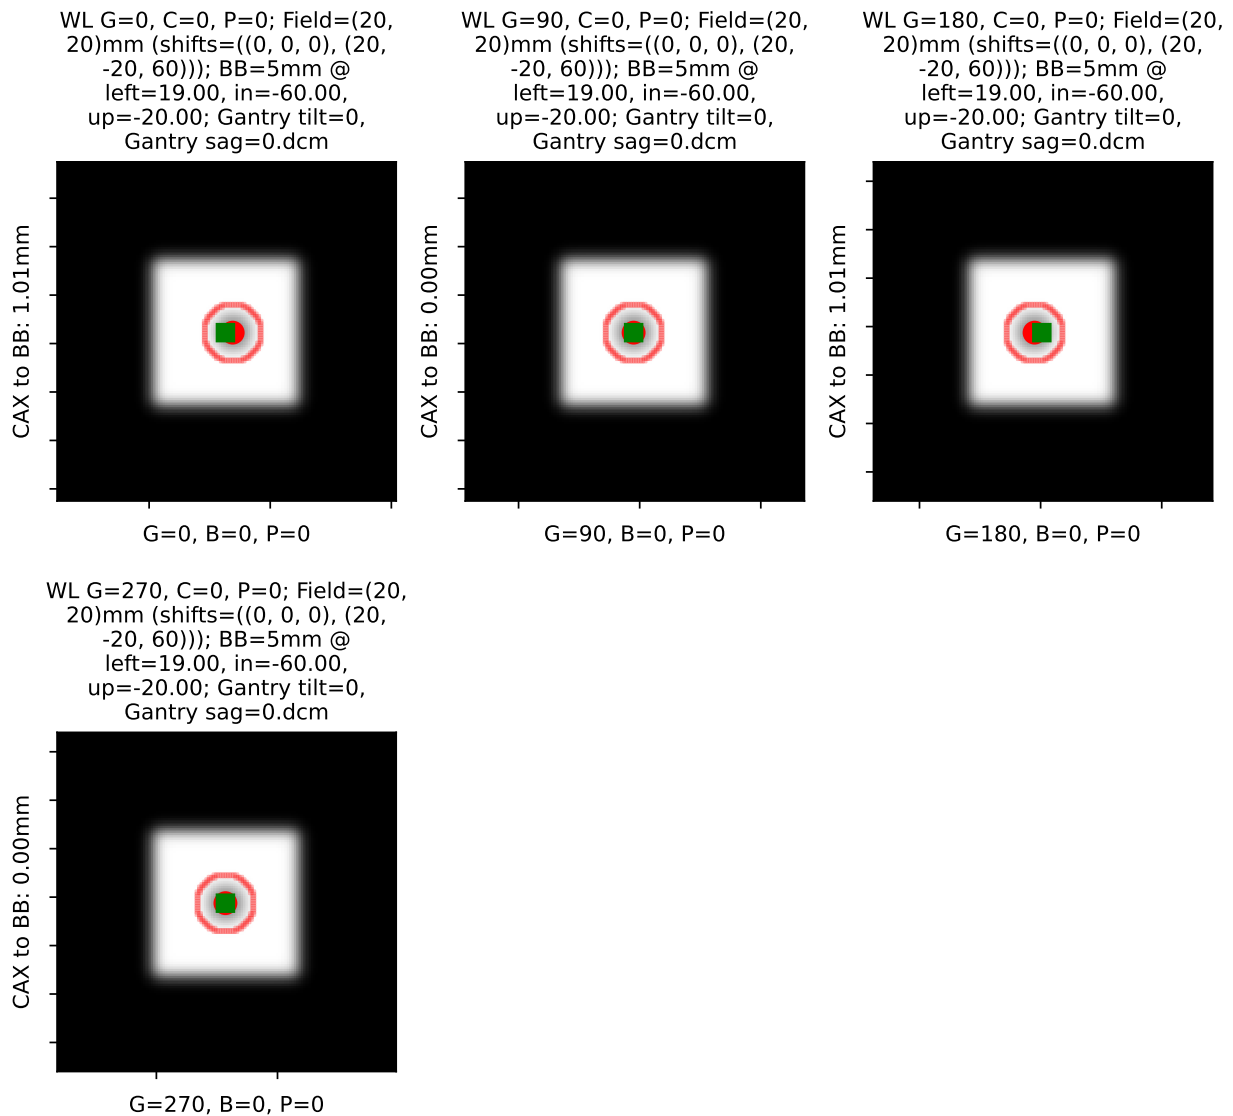 WL G=0, C=0, P=0; Field=(20,
20)mm (shifts=((0, 0, 0), (20,
-20, 60))); BB=5mm @
left=19.00, in=-60.00,
up=-20.00; Gantry tilt=0,
Gantry sag=0.dcm
CAX to BB: 1.01mm
G=0, B=0, P=0
WL G=90, C=0, P=0; Field=(20,
20)mm (shifts=((0, 0, 0), (20,
-20, 60))); BB=5mm @
left=19.00, in=-60.00,
up=-20.00; Gantry tilt=0,
Gantry sag=0.dcm
CAX to BB: 0.00mm
G=90, B=0, P=0
WL G=180, C=0, P=0; Field=(20,
20)mm (shifts=((0, 0, 0), (20,
-20, 60))); BB=5mm @
left=19.00, in=-60.00,
up=-20.00; Gantry tilt=0,
Gantry sag=0.dcm
CAX to BB: 1.01mm
G=180, B=0, P=0
WL G=270, C=0, P=0; Field=(20,
20)mm (shifts=((0, 0, 0), (20,
-20, 60))); BB=5mm @
left=19.00, in=-60.00,
up=-20.00; Gantry tilt=0,
Gantry sag=0.dcm
CAX to BB: 0.00mm
G=270, B=0, P=0